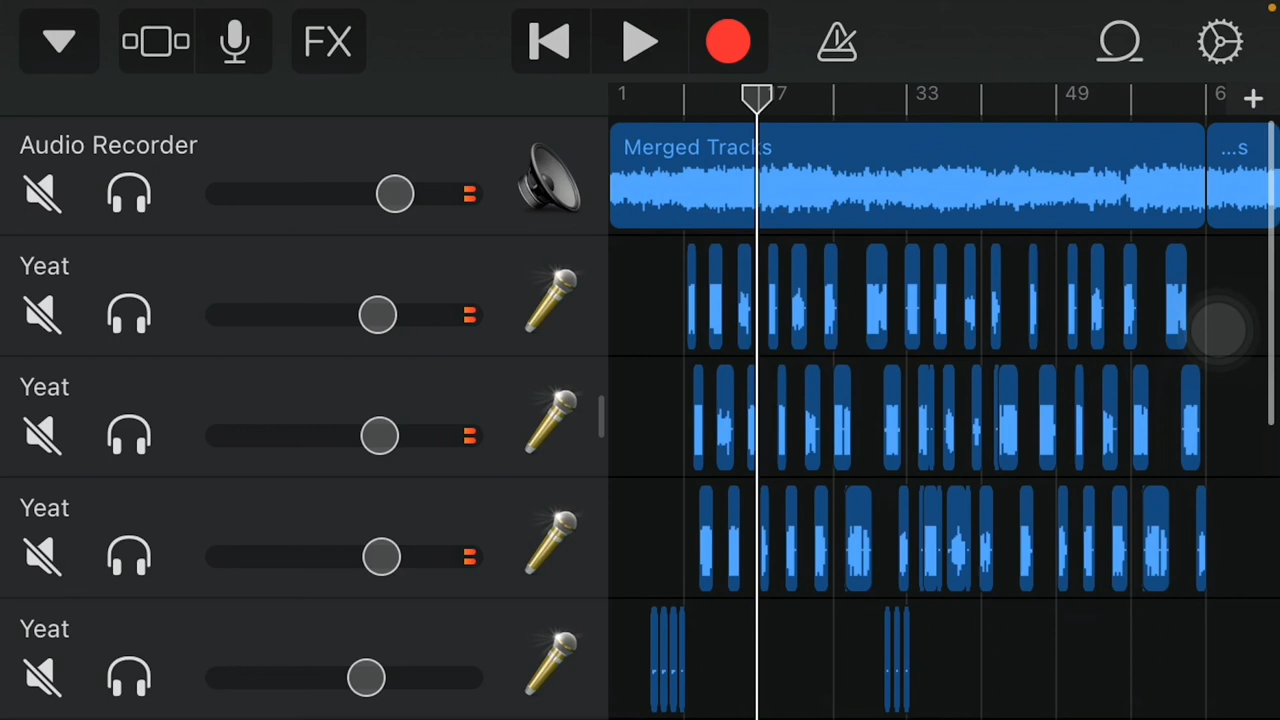 FX
1 7 33 49 6
Audio Recorder
Merged Tracks ...s
Yeat
Yeat
Yeat
Yeat